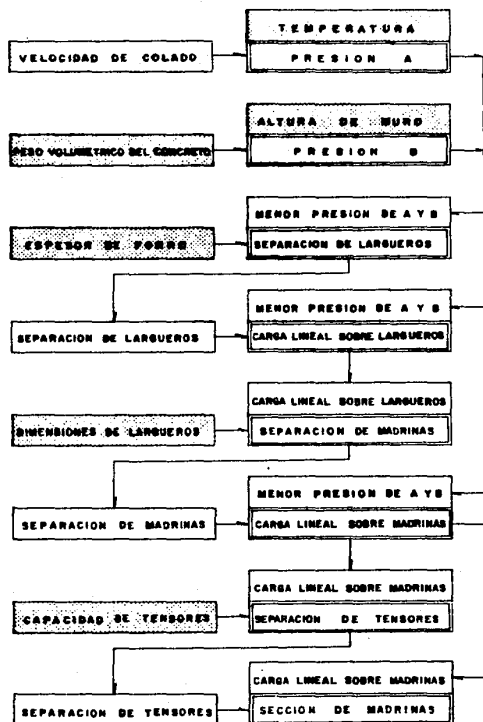 TEMPERATURA
VELOCIDAD DE COLADO
PRESION A
ALTURA DE MURO
PESO VOLUMETRICO DEL CONCRETO
PRESION B
MENOR PRESION DE A Y B
ESPESOR DE FORRO
SEPARACION DE LARGUEROS
MENOR PRESION DE A Y B
SEPARACION DE LARGUEROS
CARGA LINEAL SOBRE LARGUEROS
CARGA LINEAL SOBRE LARGUEROS
DIMENSIONES DE LARGUEROS
SEPARACION DE MADRINAS
MENOR PRESION DE A Y B
SEPARACION DE MADRINAS
CARGA LINEAL SOBRE MADRINAS
CARGA LINEAL SOBRE MADRINAS
CAPACIDAD DE TENSORES
SEPARACION DE TENSORES
CARGA LINEAL SOBRE MADRINAS
SEPARACION DE TENSORES
SECCION DE MADRINAS